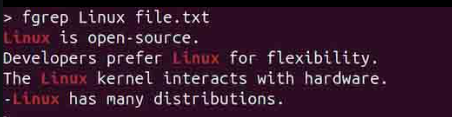 > fgrep Linux file.txt
Linux is open-source.
Developers prefer Linux for flexibility.
The Linux kernel interacts with hardware.
-Linux has many distributions.